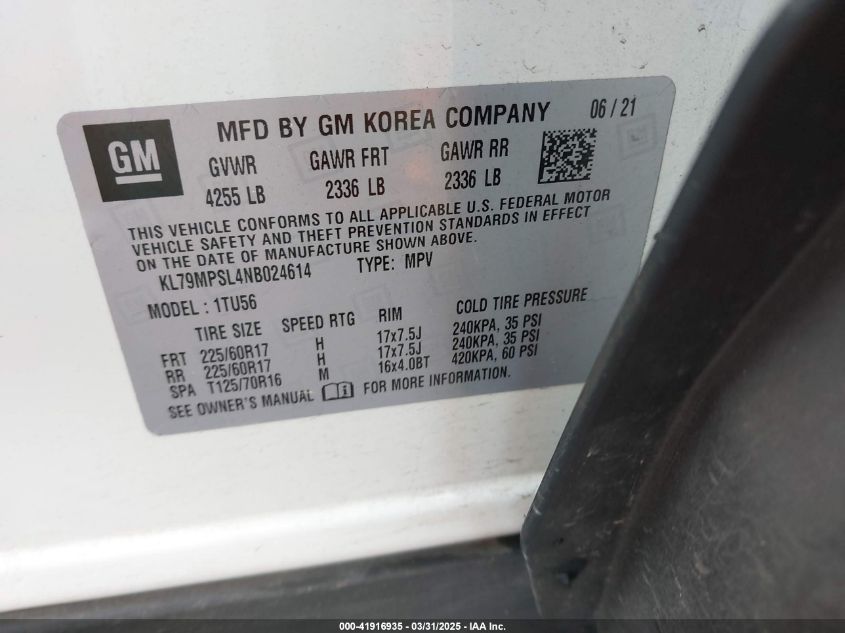 GM
MFD BY GM KOREA COMPANY 06 / 21
GVWR GAWR FRT GAWR RR
4255 LB 2336 LB 2336 LB
THIS VEHICLE CONFORMS TO ALL APPLICABLE U.S. FEDERAL MOTOR
VEHICLE SAFETY AND THEFT PREVENTION STANDARDS IN EFFECT
ON THE DATE OF MANUFACTURE SHOWN ABOVE.
KL79MPSL4NB024614 TYPE: MPV
MODEL : 1TU56
TIRE SIZE SPEED RTG RIM COLD TIRE PRESSURE
FRT 225/60R17 H 17x7.5J 240KPA, 35 PSI
RR 225/60R17 H 17x7.5J 240KPA, 35 PSI
SPA T125/70R16 M 16x4.0BT 420KPA, 60 PSI
SEE OWNER'S MANUAL FOR MORE INFORMATION.
000-41916935 - 03/31/2025 - IAA Inc.